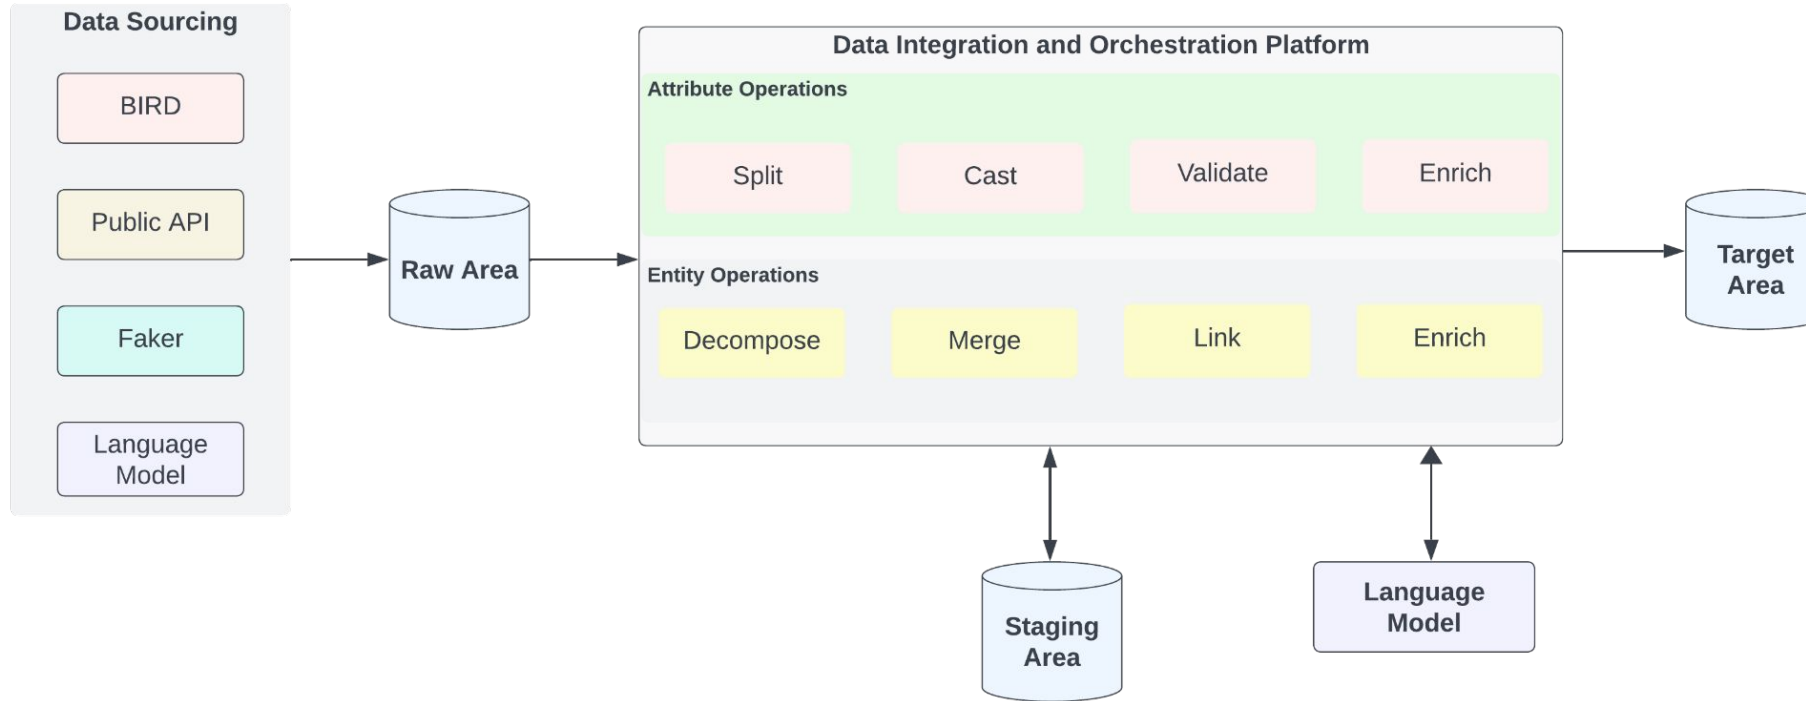 Data Sourcing
BIRD
Public API
Faker
Language
Model
Raw Area
Data Integration and Orchestration Platform
Attribute Operations
Split
Cast
Validate
Enrich
Entity Operations
Decompose
Merge
Link
Enrich
Target
Area
Staging
Area
Language
Model